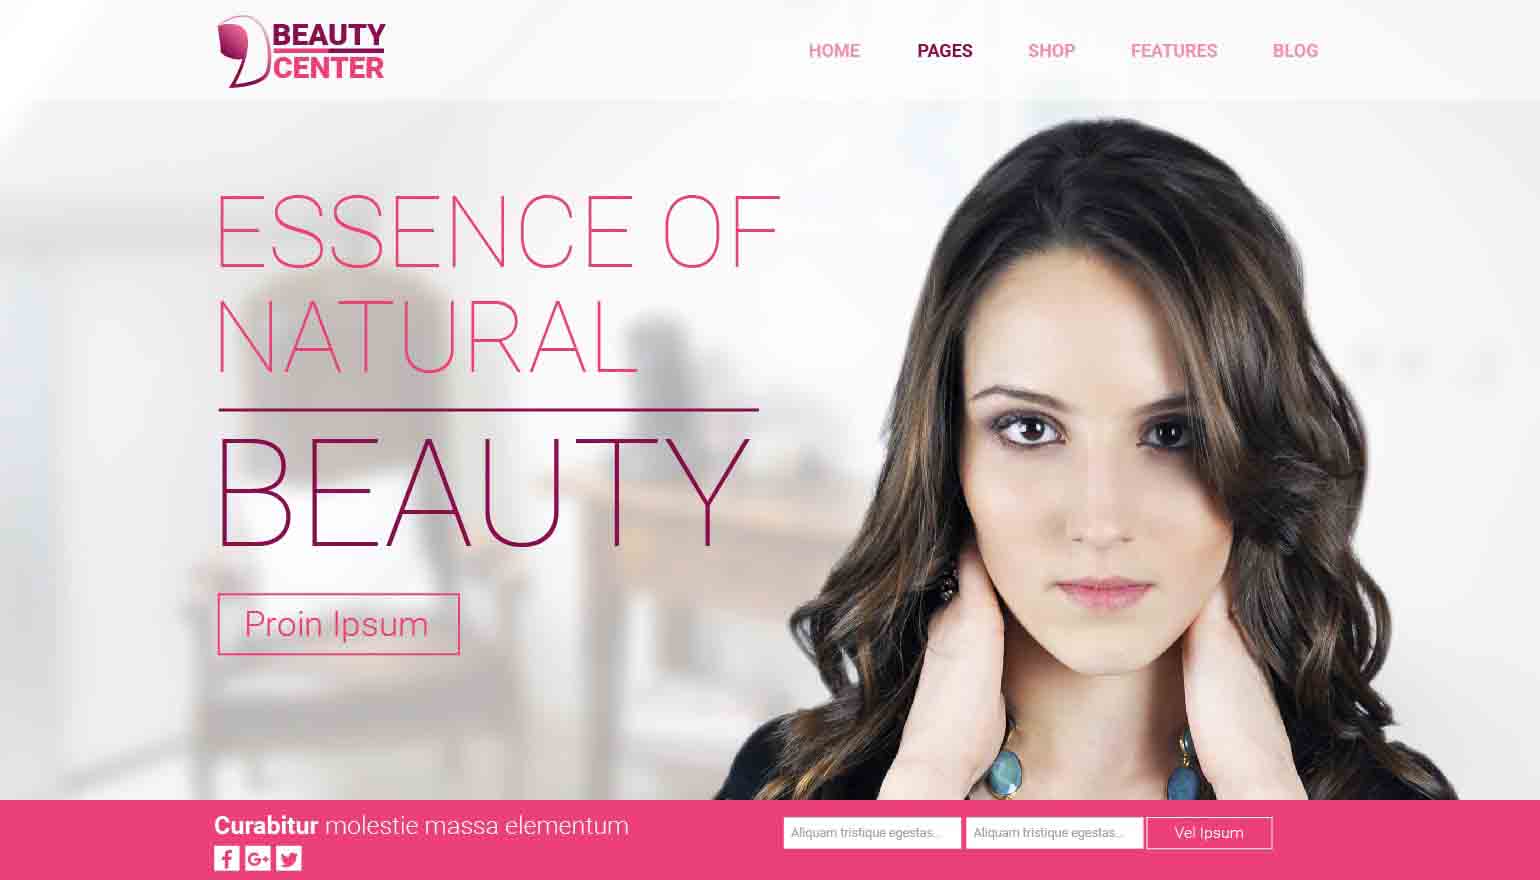 BEAUTY
CENTER
HOME PAGES SHOP FEATURES BLOG
ESSENCE OF
NATURAL
BEAUTY
Proin Ipsum
Curabitur molestie massa elementum
Aliquam tristique egestas... Aliquam tristique egestas... Vel Ipsum
f G+